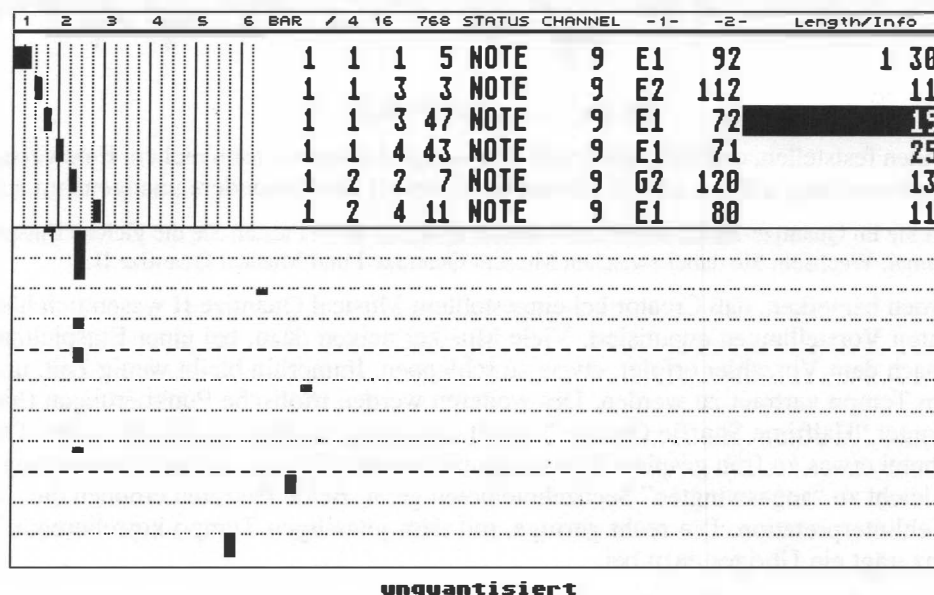 1 2 3 4 5 6 BAR / 4 16 768 STATUS CHANNEL -1- -2- Length/Info
1 1 1 5 NOTE 9 E1 92 1 30
1 1 3 3 NOTE 9 E2 112 11
1 1 3 47 NOTE 9 E1 72 15
1 1 4 43 NOTE 9 E1 71 25
1 2 2 7 NOTE 9 G2 120 13
1 2 4 11 NOTE 9 E1 80 11
unquantisiert